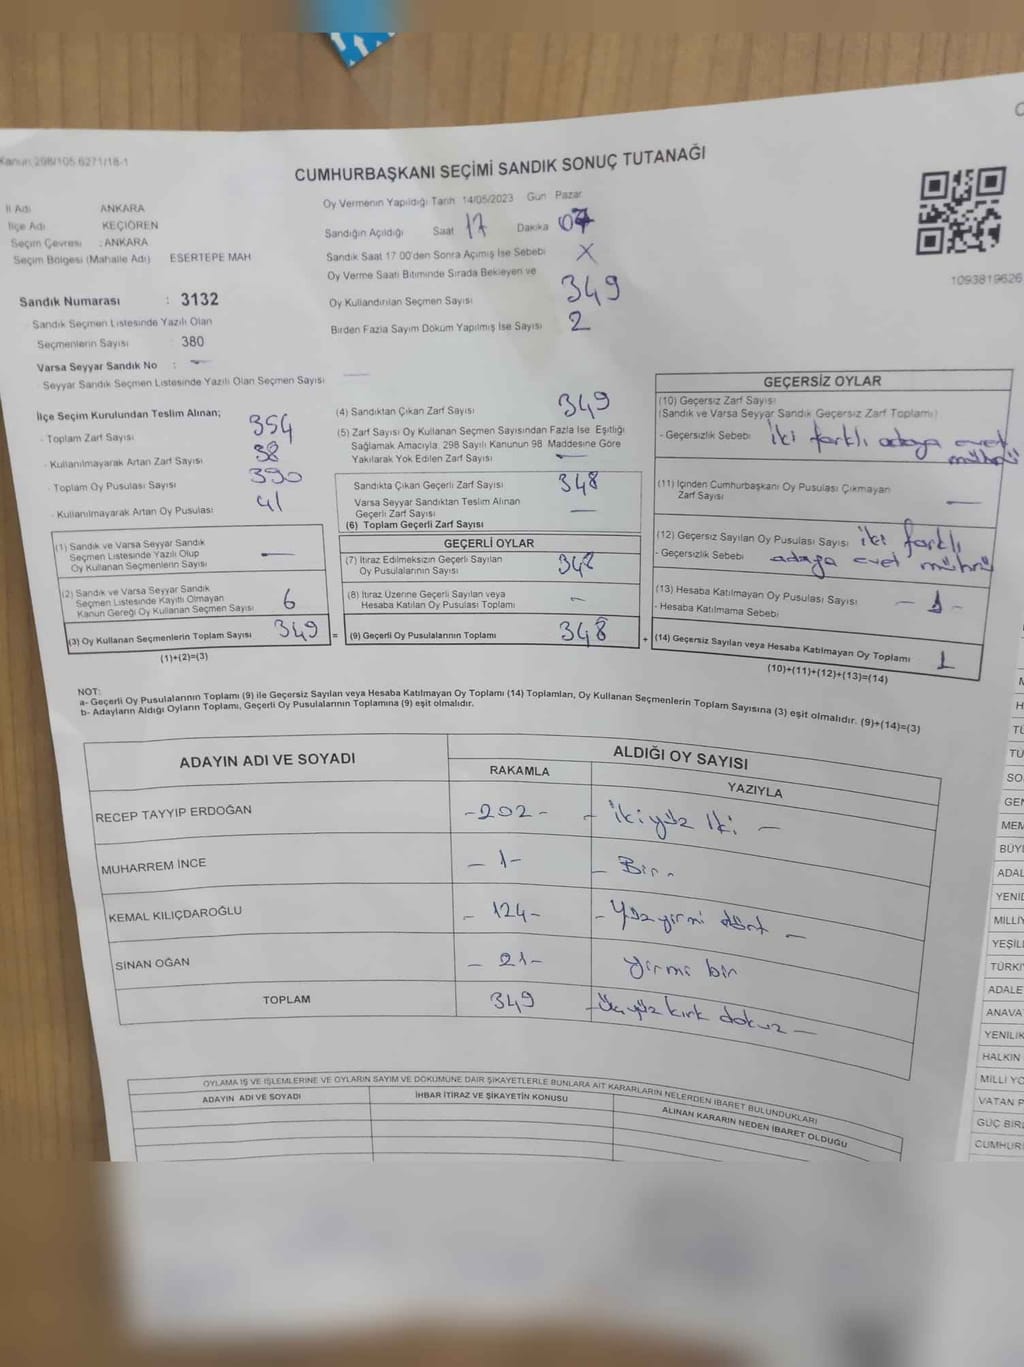 Kanun 298/105 6271/18-1
CUMHURBAŞKANI SEÇİMİ SANDIK SONUÇ TUTANAĞI
İl Adı ANKARA
İlçe Adı KEÇİÖREN
Seçim Çevresi : ANKARA
Seçim Bölgesi (Mahalle Adı) ESERTEPE MAH
Sandık Numarası : 3132
Sandık Seçmen Listesinde Yazılı Olan
Seçmenlerin Sayısı 380
Varsa Seyyar Sandık No : —
Seyyar Sandık Seçmen Listesinde Yazılı Olan Seçmen Sayısı —
Oy Vermenin Yapıldığı Tarih 14/05/2023 Gün Pazar
Sandığın Açıldığı Saat 17 Dakika 07
Sandık Saat 17 00'den Sonra Açılmış İse Sebebi X
Oy Verme Saati Bitiminde Sırada Bekleyen ve
Oy Kullandırılan Seçmen Sayısı 349
Birden Fazla Sayım Döküm Yapılmış İse Sayısı 2
1093819626
İlçe Seçim Kurulundan Teslim Alınan;
- Toplam Zarf Sayısı 354
- Kullanılmayarak Artan Zarf Sayısı 38
- Toplam Oy Pusulası Sayısı 390
- Kullanılmayarak Artan Oy Pusulası 41
(1) Sandık ve Varsa Seyyar Sandık
Seçmen Listesinde Yazılı Olup
Oy Kullanan Seçmenlerin Sayısı —
(2) Sandık ve Varsa Seyyar Sandık
Seçmen Listesinde Kayıtlı Olmayan
Kanun Gereği Oy Kullanan Seçmen Sayısı 6
(3) Oy Kullanan Seçmenlerin Toplam Sayısı 349 =
(1)+(2)=(3)
(4) Sandıktan Çıkan Zarf Sayısı 349
(5) Zarf Sayısı Oy Kullanan Seçmen Sayısından Fazla İse Eşitliği
Sağlamak Amacıyla, 298 Sayılı Kanunun 98 Maddesine Göre
Yakılarak Yok Edilen Zarf Sayısı —
Sandıkta Çıkan Geçerli Zarf Sayısı 348
Varsa Seyyar Sandıktan Teslim Alınan
Geçerli Zarf Sayısı —
(6) Toplam Geçerli Zarf Sayısı
GEÇERLİ OYLAR
(7) İtiraz Edilmeksizin Geçerli Sayılan
Oy Pusulalarının Sayısı 348
(8) İtiraz Üzerine Geçerli Sayılan veya
Hesaba Katılan Oy Pusulası Toplamı —
(9) Geçerli Oy Pusulalarının Toplamı 348 +
GEÇERSİZ OYLAR
(10) Geçersiz Zarf Sayısı
(Sandık ve Varsa Seyyar Sandık Geçersiz Zarf Toplamı)
- Geçersizlik Sebebi İki farklı adaya evet
mührü
(11) İçinden Cumhurbaşkanı Oy Pusulası Çıkmayan
Zarf Sayısı —
(12) Geçersiz Sayılan Oy Pusulası Sayısı iki farklı
- Geçersizlik Sebebi adaya evet mührü
(13) Hesaba Katılmayan Oy Pusulası Sayısı - 1 -
- Hesaba Katılmama Sebebi
(14) Geçersiz Sayılan veya Hesaba Katılmayan Oy Toplamı 1
(10)+(11)+(12)+(13)=(14)
NOT:
a- Geçerli Oy Pusulalarının Toplamı (9) ile Geçersiz Sayılan veya Hesaba Katılmayan Oy Toplamı (14) Toplamları, Oy Kullanan Seçmenlerin Toplam Sayısına (3) eşit olmalıdır. (9)+(14)=(3)
b- Adayların Aldığı Oyların Toplamı, Geçerli Oy Pusulalarının Toplamına (9) eşit olmalıdır.
ADAYIN ADI VE SOYADI ALDIĞI OY SAYISI
RAKAMLA YAZIYLA
RECEP TAYYIP ERDOĞAN -202- - ikiyüz iki -
MUHARREM İNCE - 1 - - Bir -
KEMAL KILIÇDAROĞLU - 124 - - Yüzyirmi dört -
SİNAN OĞAN - 21 - yirmi bir
TOPLAM 349 - üçyüz kırk dokuz -
OYLAMA İŞ VE İŞLEMLERİNE VE OYLARIN SAYIM VE DÖKÜMÜNE DAİR ŞİKAYETLERLE BUNLARA AİT KARARLARIN NELERDEN İBARET BULUNDUKLARI
ADAYIN ADI VE SOYADI İHBAR İTİRAZ VE ŞİKAYETİN KONUSU ALINAN KARARIN NEDEN İBARET OLDUĞU
M
H
TÜ
TÜ
SO
GEN
MEM
BÜYÜ
ADAL
YENİD
MİLLİY
YEŞİL
TÜRKİY
ADALE
ANAVA
YENİLİK
HALKIN
MİLLİ YO
VATAN P
GÜÇ BİRL
CUMHUR